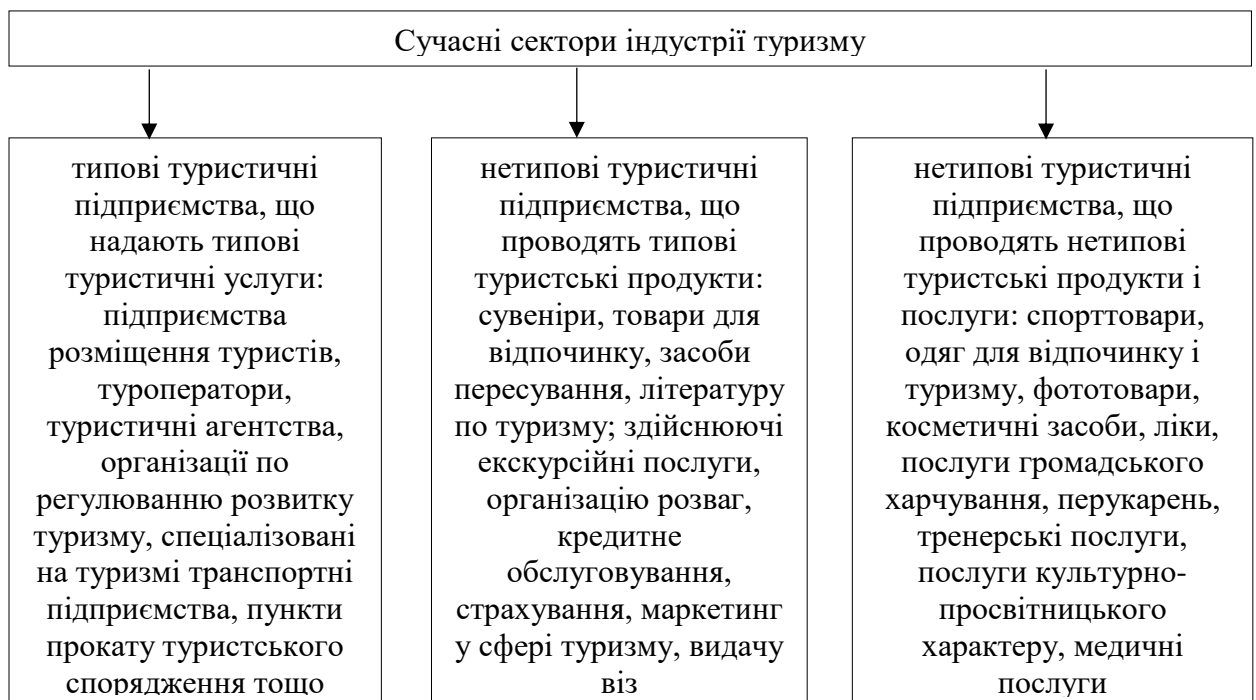 Сучасні сектори індустрії туризму
типові туристичні
підприємства, що
надають типові
туристичні услуги:
підприємства
розміщення туристів,
туроператори,
туристичні агентства,
організації по
регулюванню розвитку
туризму, спеціалізовані
на туризмі транспортні
підприємства, пункти
прокату туристського
спорядження тощо
нетипові туристичні
підприємства, що
проводять типові
туристські продукти:
сувеніри, товари для
відпочинку, засоби
пересування, літературу
по туризму; здійснюючі
екскурсійні послуги,
організацію розваг,
кредитне
обслуговування,
страхування, маркетинг
у сфері туризму, видачу
віз
нетипові туристичні
підприємства, що
проводять нетипові
туристські продукти і
послуги: спорттовари,
одяг для відпочинку і
туризму, фототовари,
косметичні засоби, ліки,
послуги громадського
харчування, перукарень,
тренерські послуги,
послуги культурно-
просвітницького
характеру, медичні
послуги